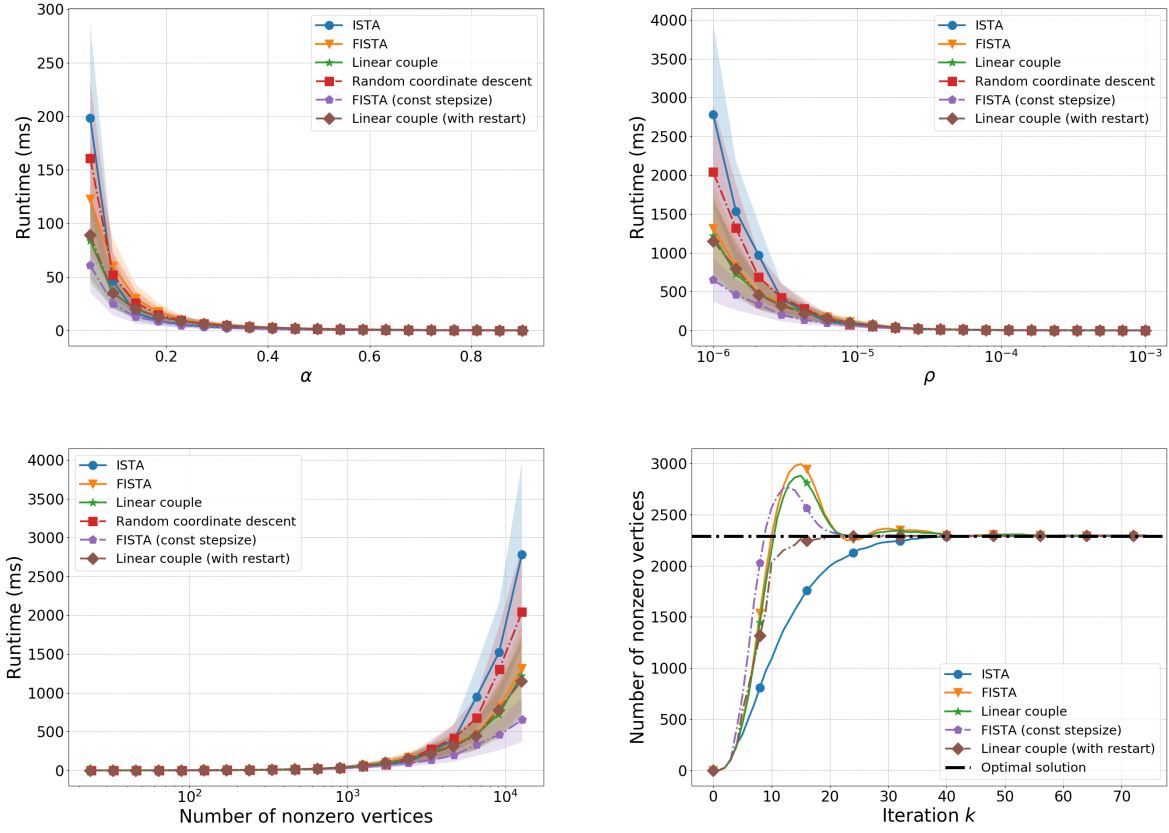 300
250
200
150
100
50
0
Runtime (ms)
0.2
0.4
0.6
0.8
α
ISTA
FISTA
Linear couple
Random coordinate descent
FISTA (const stepsize)
Linear couple (with restart)
4000
3500
3000
2500
2000
1500
1000
500
0
Runtime (ms)
10⁻⁶
10⁻⁵
10⁻⁴
10⁻³
ρ
ISTA
FISTA
Linear couple
Random coordinate descent
FISTA (const stepsize)
Linear couple (with restart)
4000
3500
3000
2500
2000
1500
1000
500
0
Runtime (ms)
10²
10³
10⁴
Number of nonzero vertices
ISTA
FISTA
Linear couple
Random coordinate descent
FISTA (const stepsize)
Linear couple (with restart)
3000
2500
2000
1500
1000
500
0
Number of nonzero vertices
0
10
20
30
40
50
60
70
Iteration k
ISTA
FISTA
Linear couple
FISTA (const stepsize)
Linear couple (with restart)
Optimal solution